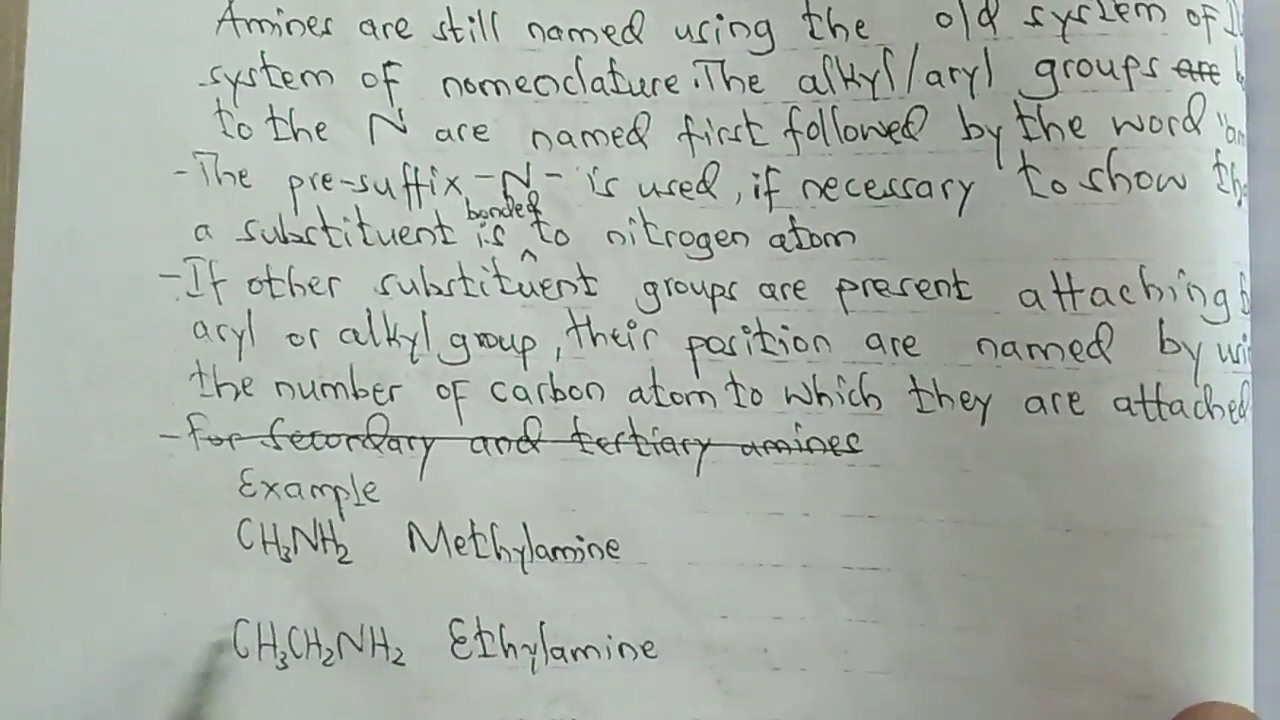 Amines are still named using the old system of
system of nomenclature. The alkyl/aryl groups are
to the N are named first followed by the word
-The pre-suffix -N- is used, if necessary to show
bonded
a substituent is ^ to nitrogen atom
-If other substituent groups are present attaching
aryl or alkyl group, their position are named by
the number of carbon atom to which they are attached
-for secondary and tertiary amines
Example
CH₃NH₂ Methylamine
CH₃CH₂NH₂ Ethylamine